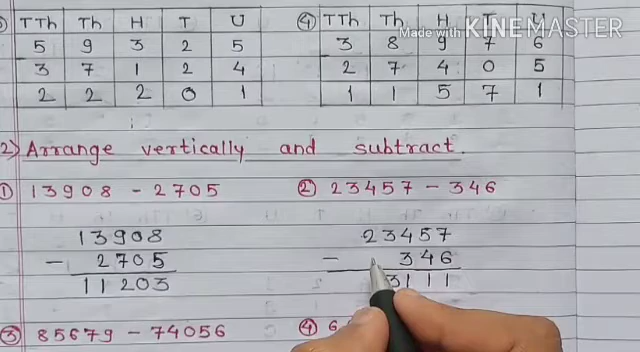 TTh Th H T U
5 9 3 2 5
- 3 7 1 2 4
2 2 2 0 1
④ TTh Th H T U
3 8 9 7 6
- 2 7 4 0 5
1 1 5 7 1
Made with KINEMASTER
2) Arrange vertically and subtract.
① 13908 - 2705
② 23457 - 346
13908
- 2705
11203
23457
- 346
3111
③ 85679 - 74056
④ 6